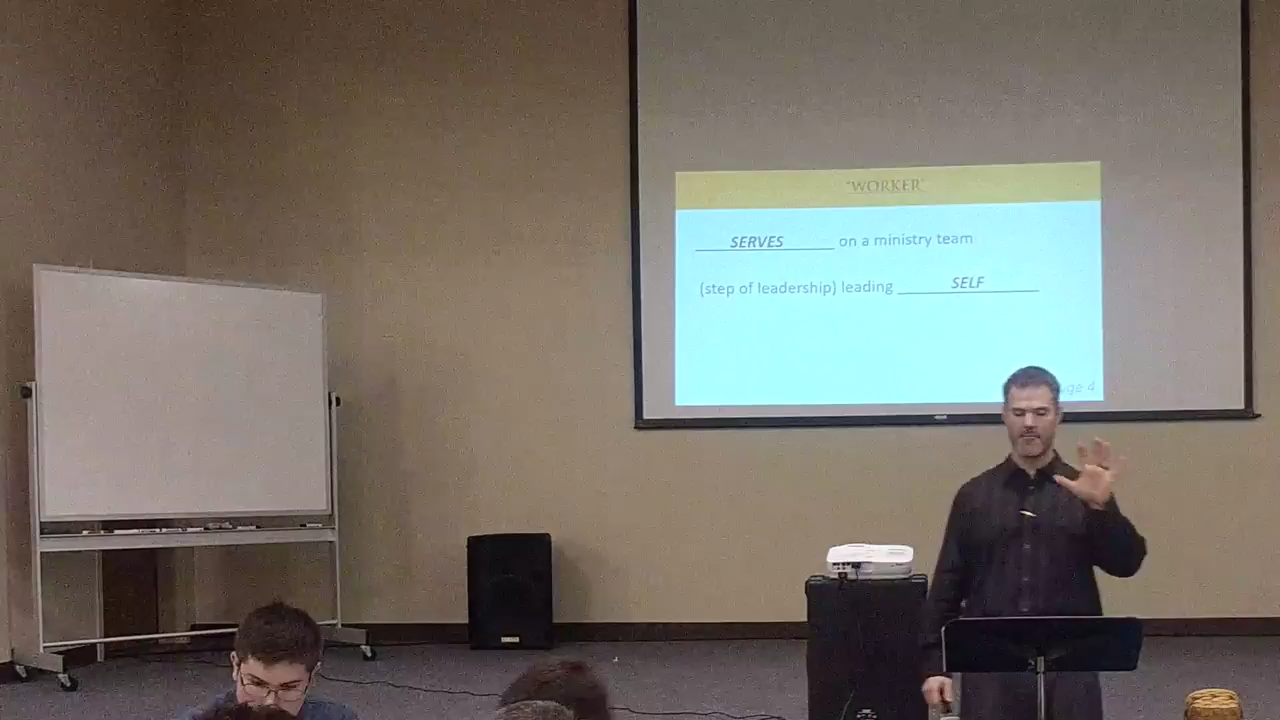 "WORKER"
SERVES on a ministry team
(step of leadership) leading SELF